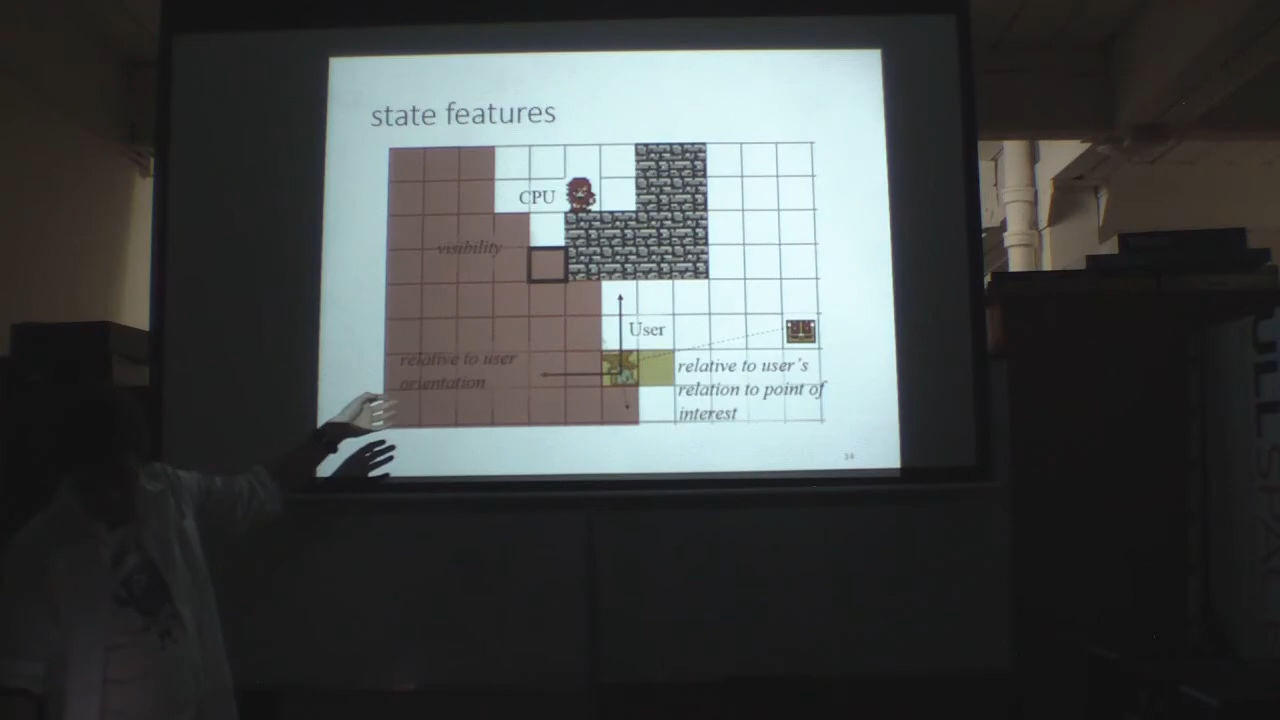 state features
CPU
visibility
User
relative to user
orientation
relative to user's
relation to point of
interest